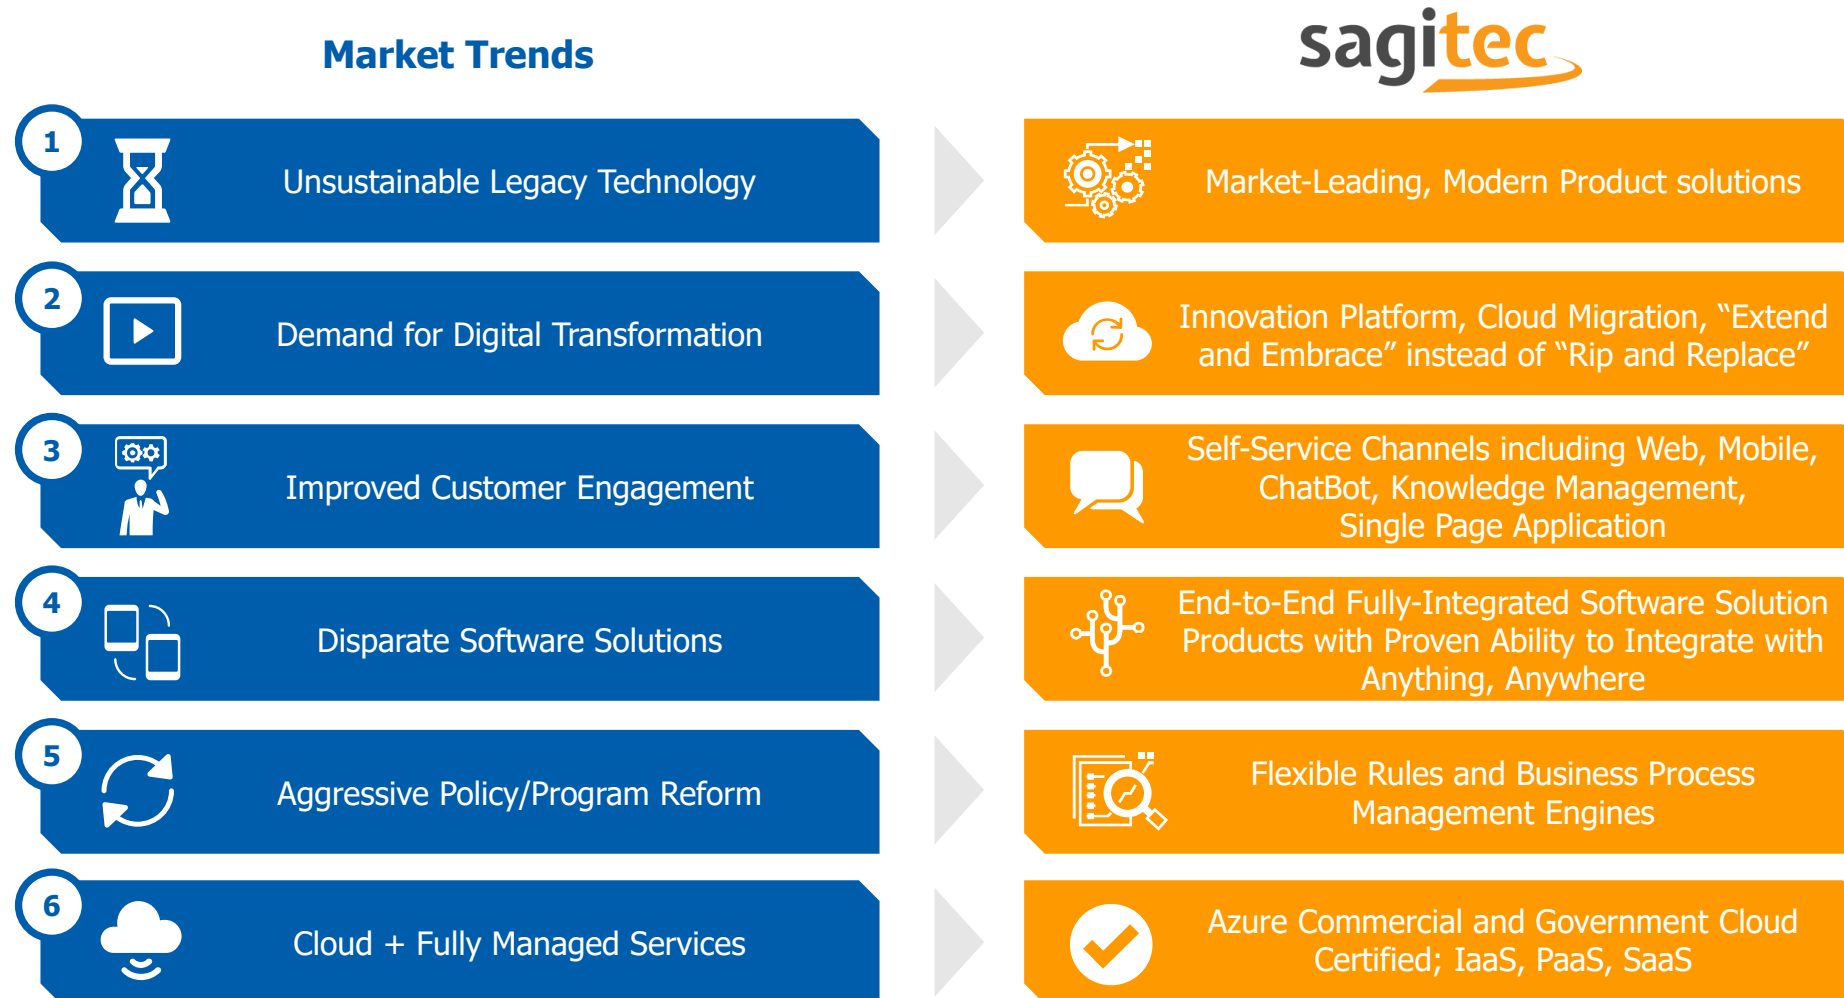 Market Trends
sagitec
1
Unsustainable Legacy Technology
Market-Leading, Modern Product solutions
2
Demand for Digital Transformation
Innovation Platform, Cloud Migration, “Extend
and Embrace” instead of “Rip and Replace”
3
Improved Customer Engagement
Self-Service Channels including Web, Mobile,
ChatBot, Knowledge Management,
Single Page Application
4
Disparate Software Solutions
End-to-End Fully-Integrated Software Solution
Products with Proven Ability to Integrate with
Anything, Anywhere
5
Aggressive Policy/Program Reform
Flexible Rules and Business Process
Management Engines
6
Cloud + Fully Managed Services
Azure Commercial and Government Cloud
Certified; IaaS, PaaS, SaaS